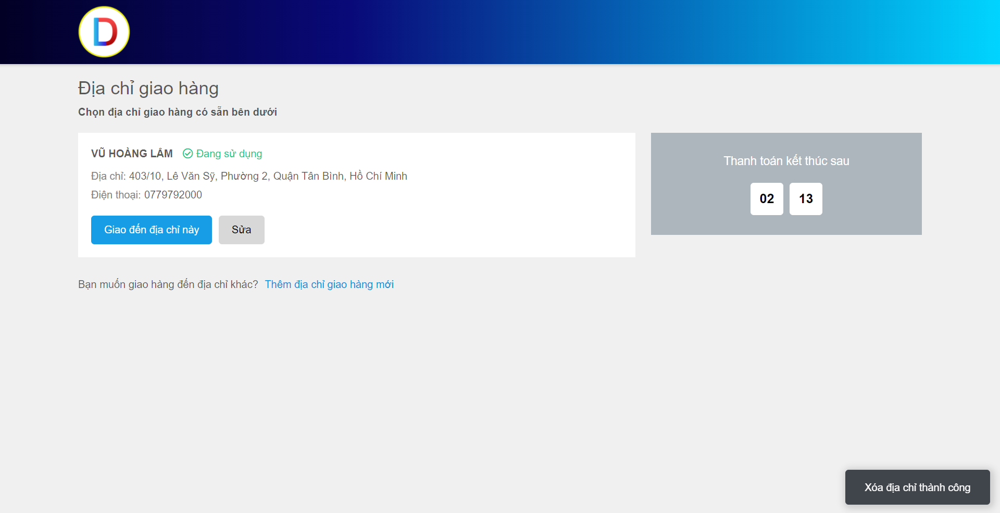 D
Địa chỉ giao hàng
Chọn địa chỉ giao hàng có sẵn bên dưới
VŨ HOÀNG LÂM Đang sử dụng
Địa chỉ: 403/10, Lê Văn Sỹ, Phường 2, Quận Tân Bình, Hồ Chí Minh
Điện thoại: 0779792000
Giao đến địa chỉ này Sửa
Thanh toán kết thúc sau
02 13
Bạn muốn giao hàng đến địa chỉ khác? Thêm địa chỉ giao hàng mới
Xóa địa chỉ thành công